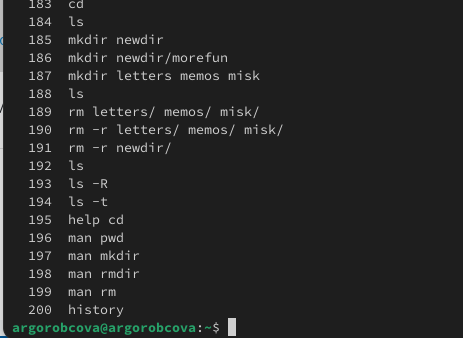 183 cd
184 ls
185 mkdir newdir
186 mkdir newdir/morefun
187 mkdir letters memos misk
188 ls
189 rm letters/ memos/ misk/
190 rm -r letters/ memos/ misk/
191 rm -r newdir/
192 ls
193 ls -R
194 ls -t
195 help cd
196 man pwd
197 man mkdir
198 man rmdir
199 man rm
200 history
argorobcova@argorobcova:~$